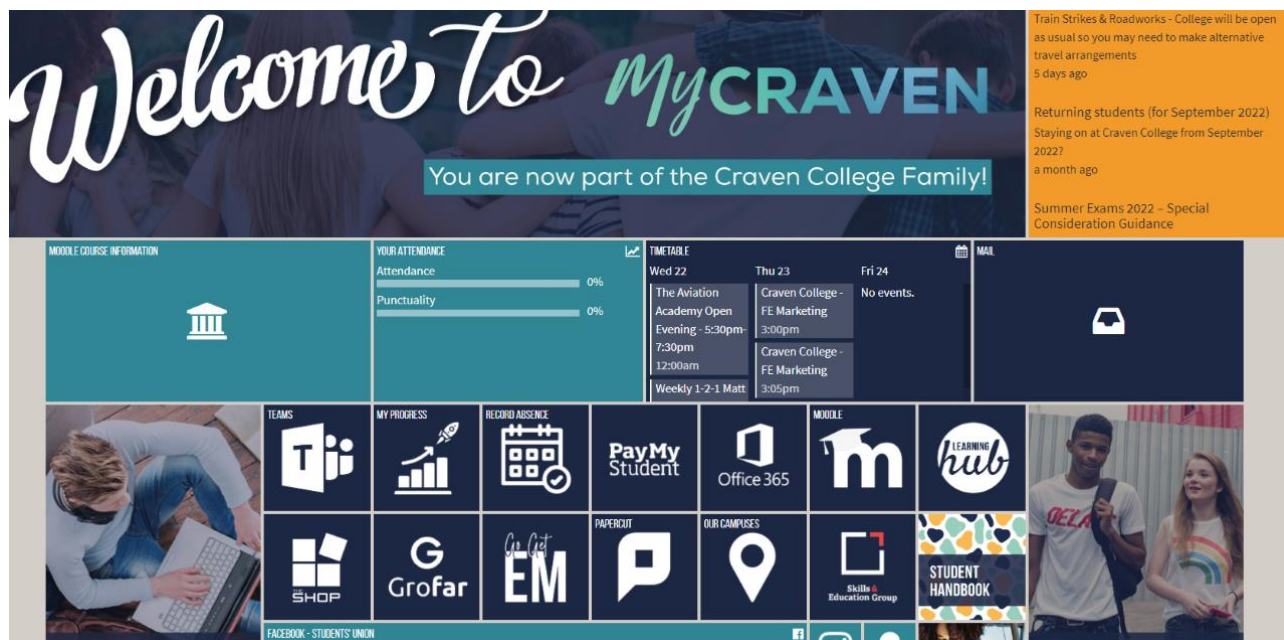 Welcome to
MyCRAVEN
You are now part of the Craven College Family!
Train Strikes & Roadworks - College will be open
as usual so you may need to make alternative
travel arrangements
5 days ago
Returning students (for September 2022)
Staying on at Craven College from September
2022?
a month ago
Summer Exams 2022 – Special
Consideration Guidance
MOODLE COURSE INFORMATION
YOUR ATTENDANCE
Attendance
0%
Punctuality
0%
TIMETABLE
Wed 22
The Aviation
Academy Open
Evening - 5:30pm-
7:30pm
12:00am
Weekly 1-2-1 Matt
Thu 23
Craven College -
FE Marketing
3:00pm
Craven College -
FE Marketing
3:05pm
Fri 24
No events.
MAIL
TEAMS
T
MY PROGRESS
RECORD ABSENCE
PayMy
Student
Office 365
MOODLE
m
LEARNING
hub
THE
SHOP
G
Grofar
Go Get
EM
PAPERCUT
OUR CAMPUSES
Skills &
Education Group
STUDENT
HANDBOOK
DELA
FACEBOOK - STUDENTS' UNION
f